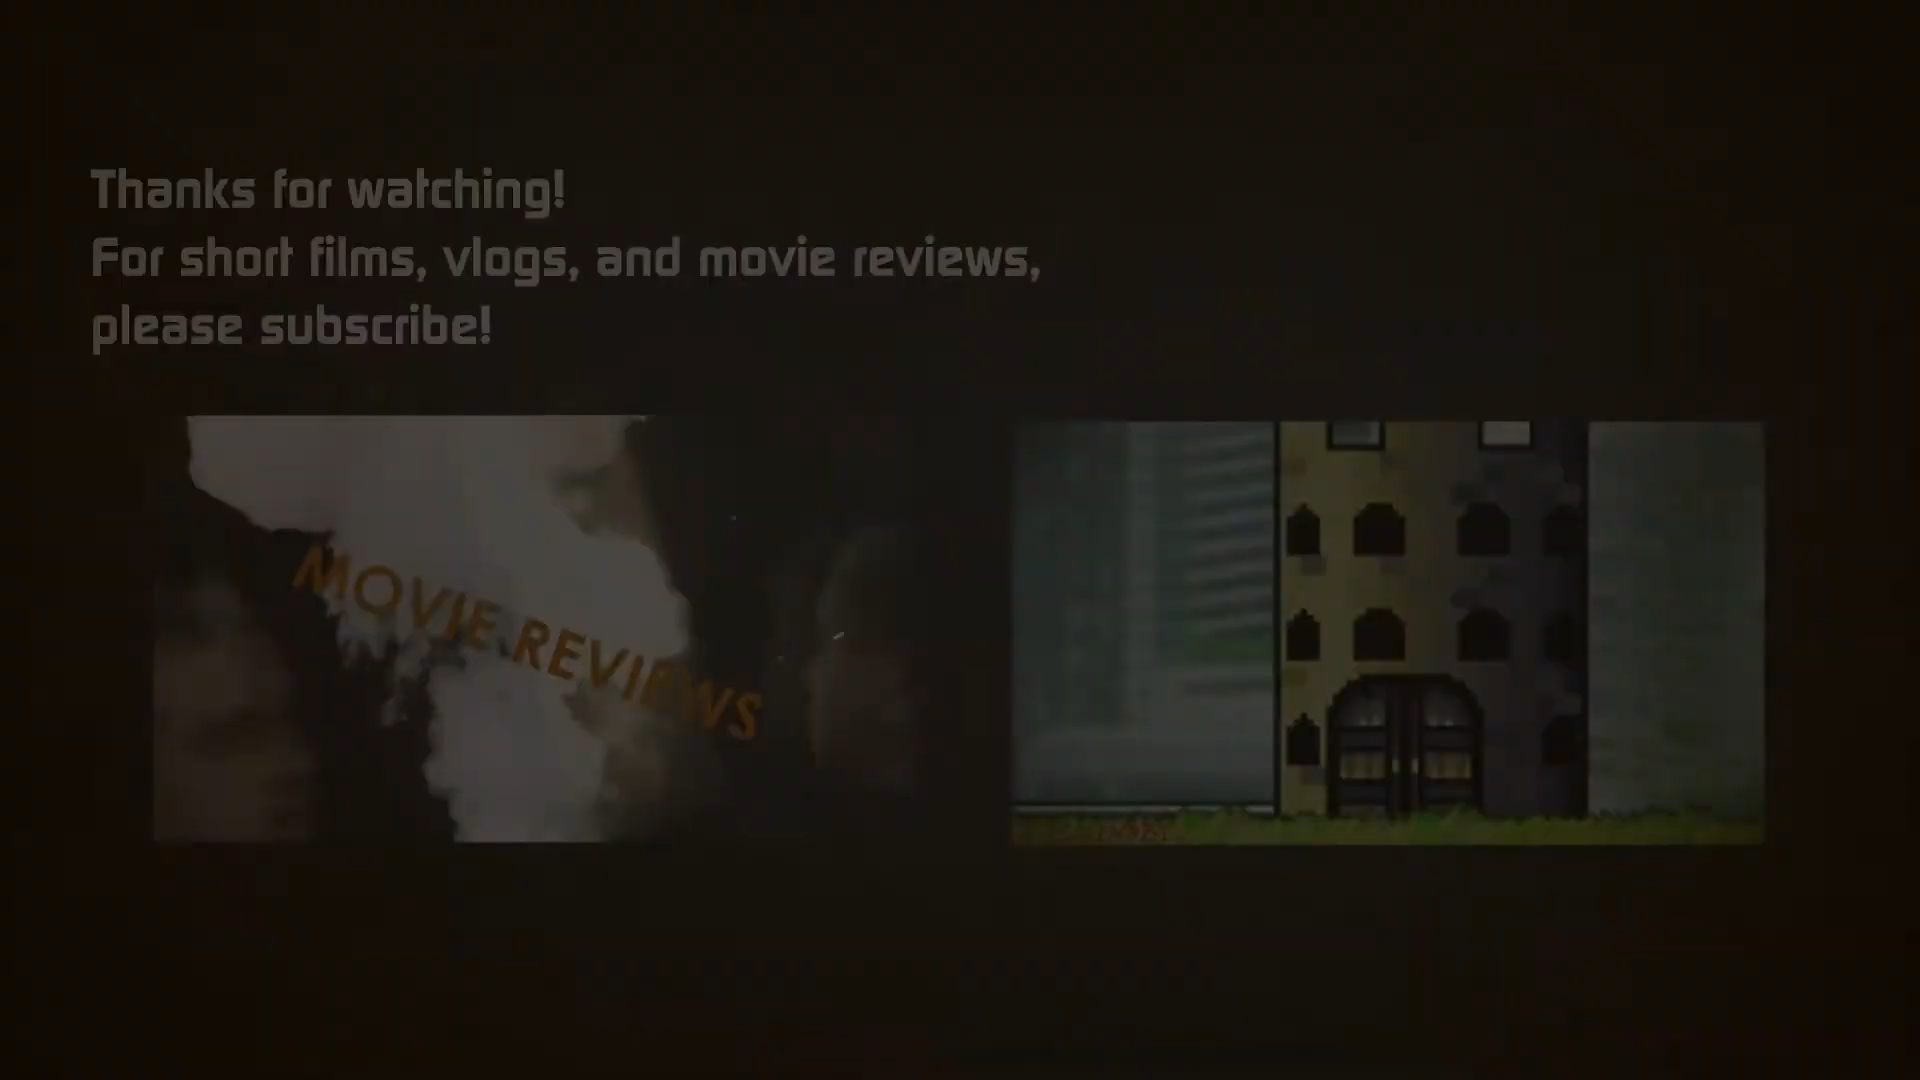 Thanks for watching!
For short films, vlogs, and movie reviews,
please subscribe!
MOVIE REVIEWS